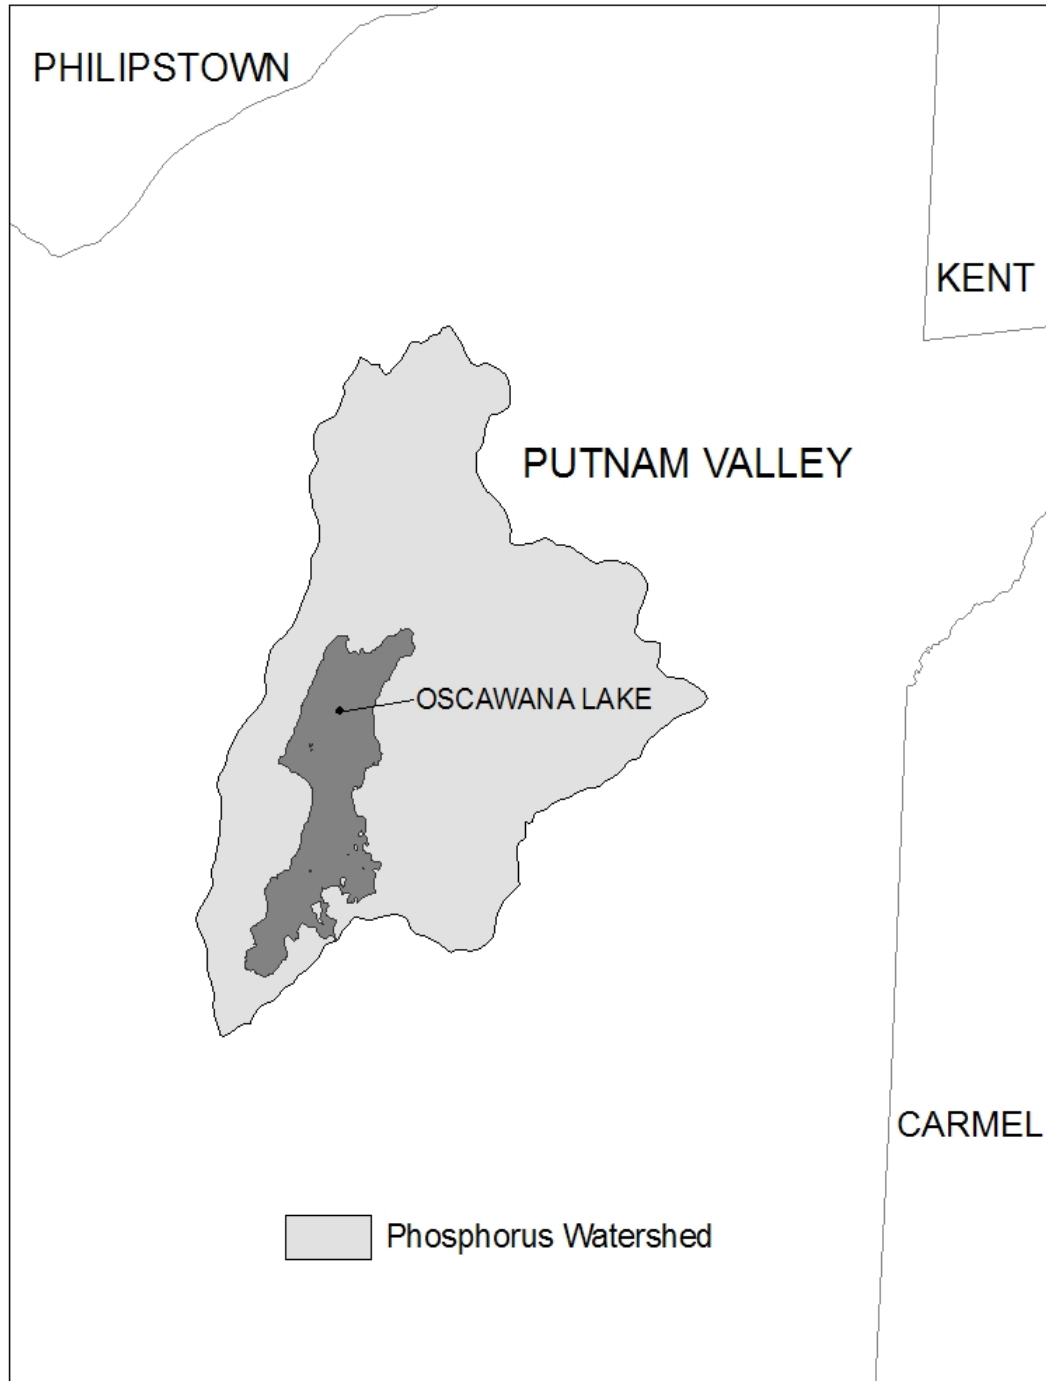 PHILIPSTOWN
KENT
PUTNAM VALLEY
OSCAWANA LAKE
CARMEL
Phosphorus Watershed